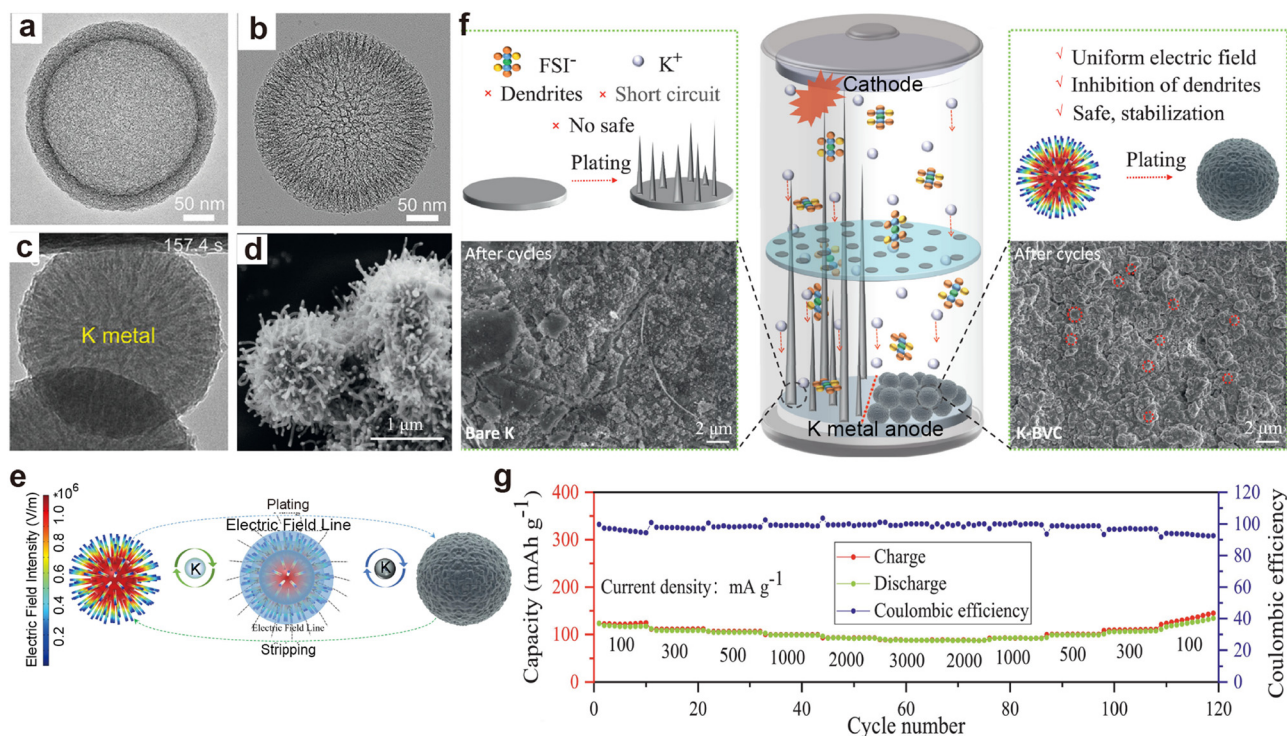 a
50 nm
b
50 nm
c
157.4 s
K metal
d
1 μm
e
Electric Field Intensity (V/m)
*10⁶
1.0
0.8
0.6
0.4
0.2
K
Plating
Electric Field Line
Electric Field Line
Stripping
K
f
FSI⁻
K⁺
× Dendrites
× Short circuit
× No safe
Plating
After cycles
Bare K
2 μm
Cathode
K metal anode
√ Uniform electric field
√ Inhibition of dendrites
√ Safe, stabilization
Plating
After cycles
K-BVC
2 μm
g
Capacity (mAh g⁻¹)
400
350
300
250
200
150
100
50
0
Current density: mA g⁻¹
Charge
Discharge
Coulombic efficiency
100
300
500
1000
2000
3000
2000
1000
500
300
100
0
20
40
60
80
100
120
Cycle number
120
100
80
60
40
20
0
Coulombic efficiency